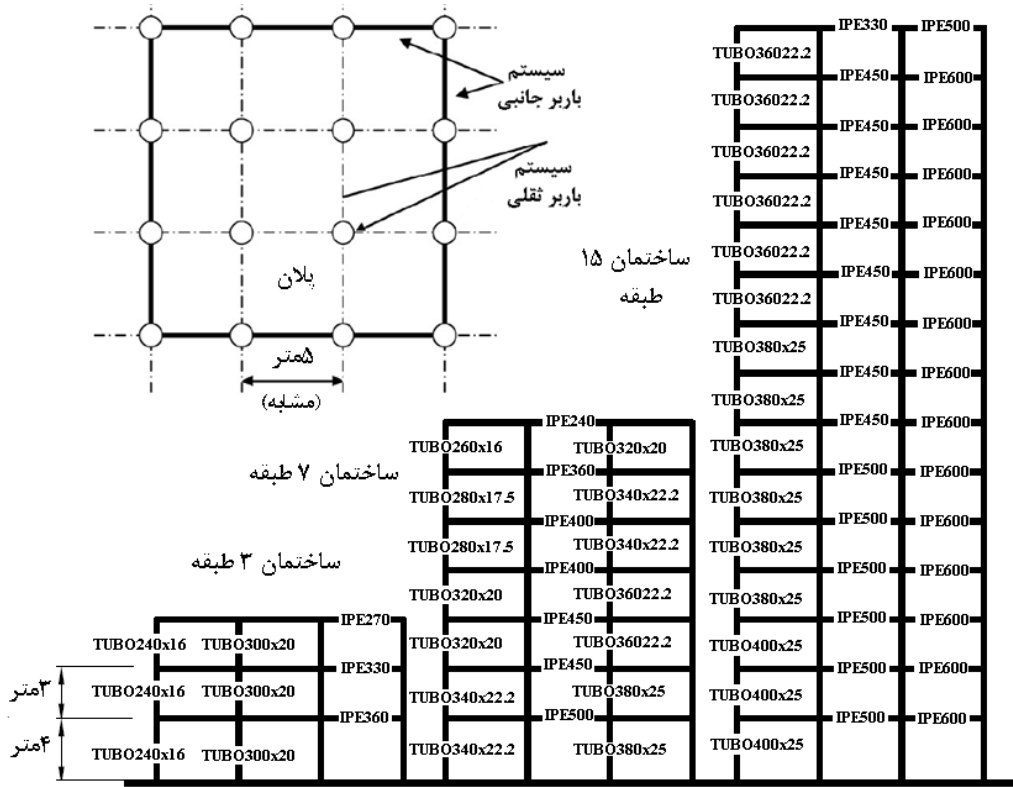 سیستم
باربر جانبی
سیستم
باربر ثقلی
پلان
۵متر
(مشابه)
ساختمان ۱۵
طبقه
IPE330 IPE500
TUBO36022.2
IPE450 IPE600
TUBO36022.2
IPE450 IPE600
TUBO36022.2
IPE450 IPE600
TUBO36022.2
IPE450 IPE600
TUBO36022.2
IPE450 IPE600
TUBO36022.2
IPE450 IPE600
TUBO380x25
IPE450 IPE600
TUBO380x25
IPE450 IPE600
TUBO380x25
IPE500 IPE600
TUBO380x25
IPE500 IPE600
TUBO380x25
IPE500 IPE600
TUBO380x25
IPE500 IPE600
TUBO400x25
IPE500 IPE600
TUBO400x25
IPE500 IPE600
TUBO400x25
ساختمان ۷ طبقه
IPE240
TUBO260x16 TUBO320x20
IPE360
TUBO280x17.5 TUBO340x22.2
IPE400
TUBO280x17.5 TUBO340x22.2
IPE400
TUBO320x20 TUBO36022.2
IPE450
TUBO320x20 TUBO36022.2
IPE450
TUBO340x22.2 TUBO380x25
IPE500
TUBO340x22.2 TUBO380x25
ساختمان ۳ طبقه
IPE270
TUBO240x16 TUBO300x20
IPE330
TUBO240x16 TUBO300x20
IPE360
TUBO240x16 TUBO300x20
۳متر
۴متر